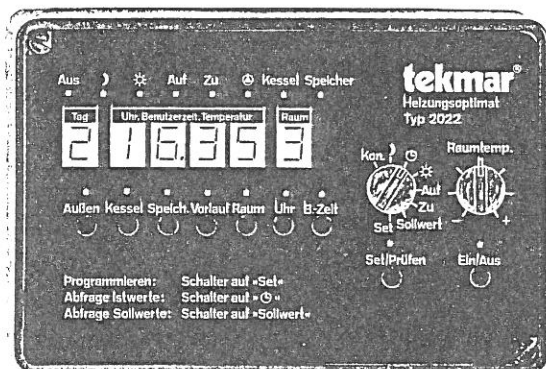 Aus Auf Zu Kessel Speicher
tekmar®
Heizungsoptimat
Typ 2022
Tag Uhr, Benutzerzeit, Temperatur Raum
2 16.35 3
Kon.
Auf
Zu
Sollwert
Set
Raumtemp.
- +
Außen Kessel Speich. Vorlauf Raum Uhr B-Zeit
Set/Prüfen Ein/Aus
Programmieren: Schalter auf »Set«
Abfrage Istwerte: Schalter auf » «
Abfrage Sollwerte: Schalter auf »Sollwert«